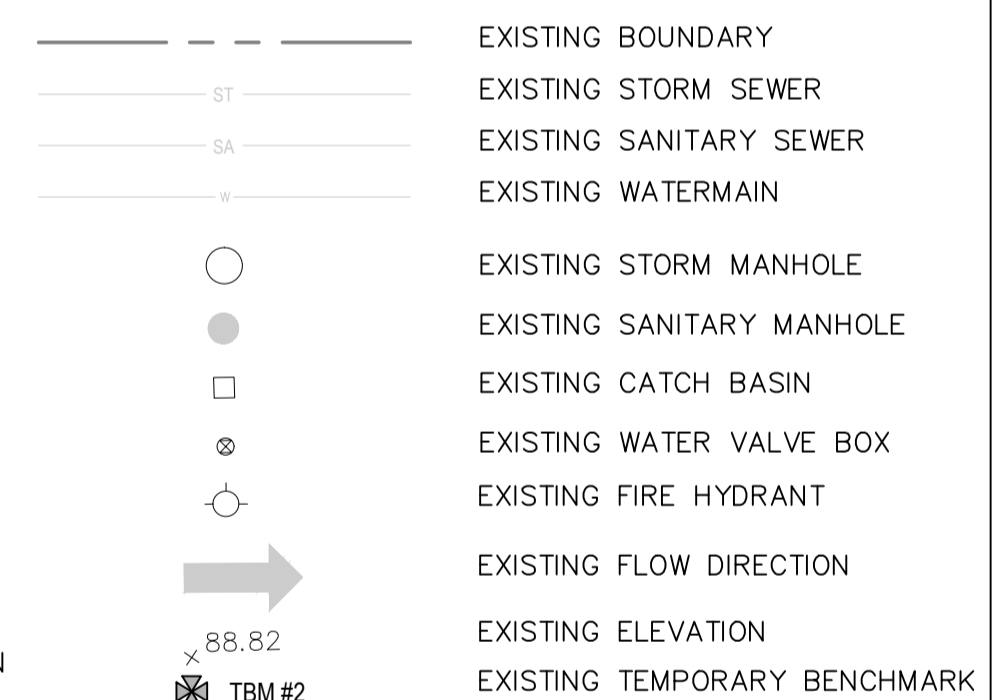 EXISTING BOUNDARY
ST EXISTING STORM SEWER
SA EXISTING SANITARY SEWER
W EXISTING WATERMAIN
EXISTING STORM MANHOLE
EXISTING SANITARY MANHOLE
EXISTING CATCH BASIN
EXISTING WATER VALVE BOX
EXISTING FIRE HYDRANT
EXISTING FLOW DIRECTION
88.82 EXISTING ELEVATION
TBM #2 EXISTING TEMPORARY BENCHMARK